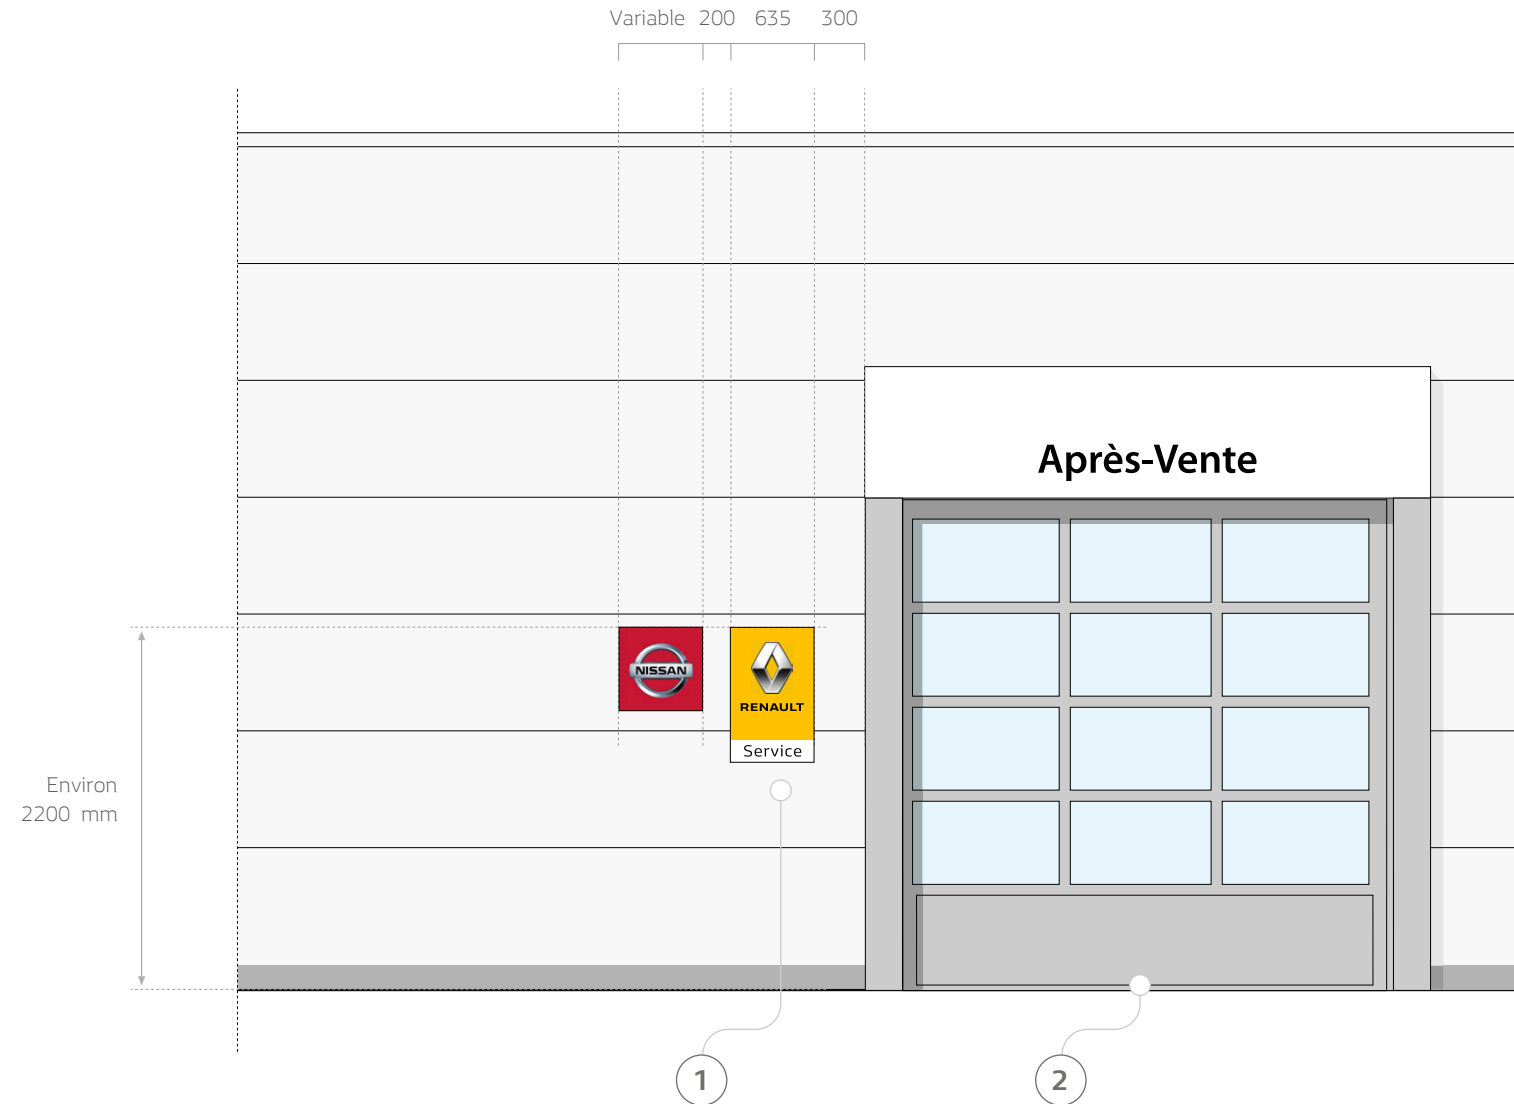 Variable 200 635 300
Après-Vente
NISSAN
RENAULT
Service
Environ
2200 mm
1
2